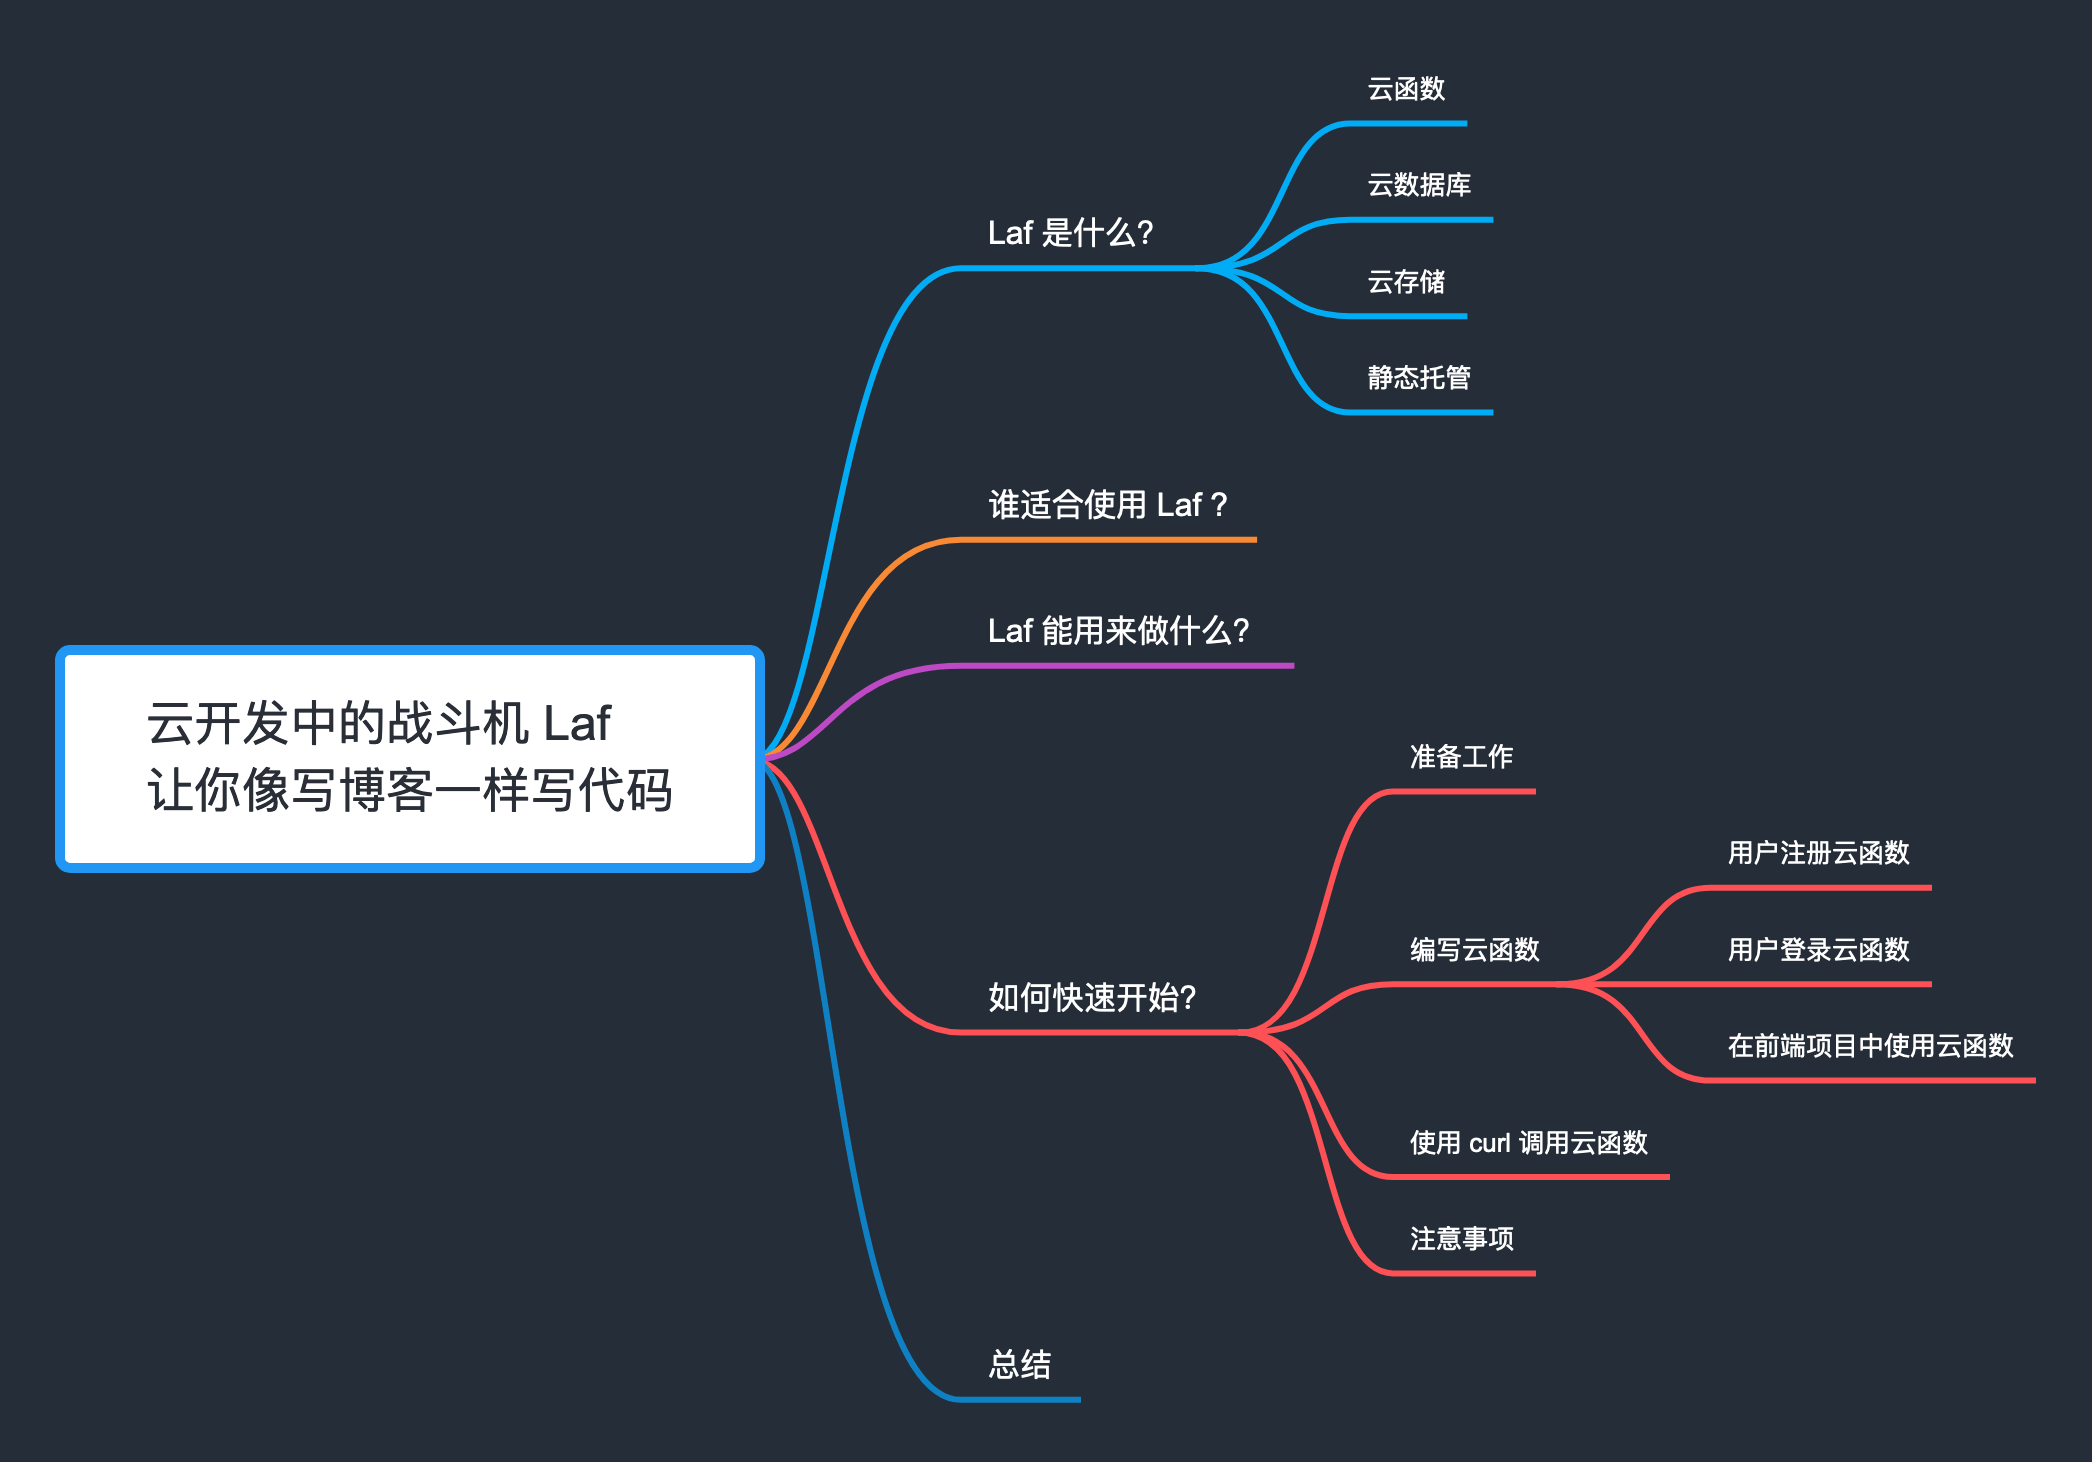 云开发中的战斗机 Laf
让你像写博客一样写代码
Laf 是什么?
云函数
云数据库
云存储
静态托管
谁适合使用 Laf ?
Laf 能用来做什么?
如何快速开始?
准备工作
编写云函数
用户注册云函数
用户登录云函数
在前端项目中使用云函数
使用 curl 调用云函数
注意事项
总结